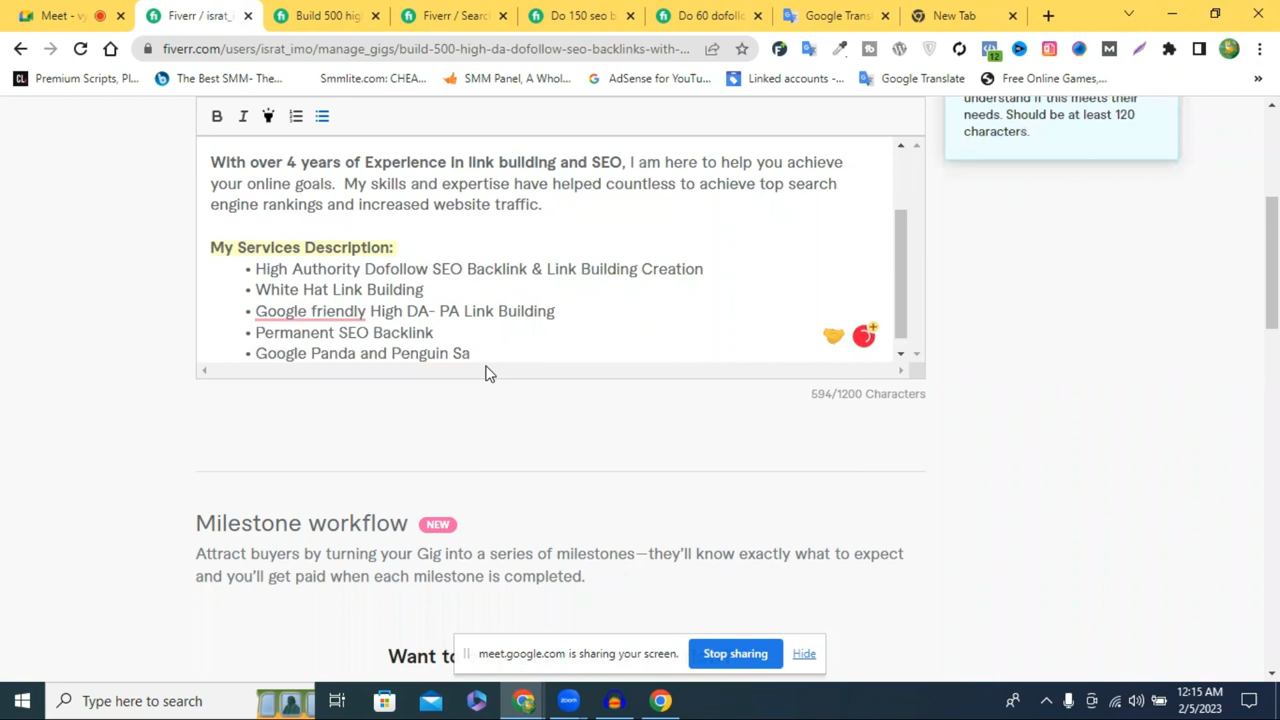 Meet - vy
Fiverr / israt_i
Build 500 hig
Fiverr / Searc
Do 150 seo b
Do 60 dofoll
Google Trans
New Tab
fiverr.com/users/israt_imo/manage_gigs/build-500-high-da-dofollow-seo-backlinks-with-...
12
Premium Scripts, Pl...
The Best SMM- The...
Smmlite.com: CHEA...
SMM Panel, A Whol...
AdSense for YouTu...
Linked accounts -...
Google Translate
Free Online Games,...
understand if this meets their
needs. Should be at least 120
characters.
With over 4 years of Experience in link building and SEO, I am here to help you achieve
your online goals. My skills and expertise have helped countless to achieve top search
engine rankings and increased website traffic.
My Services Description:
• High Authority Dofollow SEO Backlink & Link Building Creation
• White Hat Link Building
• Google friendly High DA- PA Link Building
• Permanent SEO Backlink
• Google Panda and Penguin Sa
594/1200 Characters
Milestone workflow NEW
Attract buyers by turning your Gig into a series of milestones—they'll know exactly what to expect
and you'll get paid when each milestone is completed.
Want to
meet.google.com is sharing your screen. Stop sharing Hide
Type here to search
zoom
12:15 AM
2/5/2023